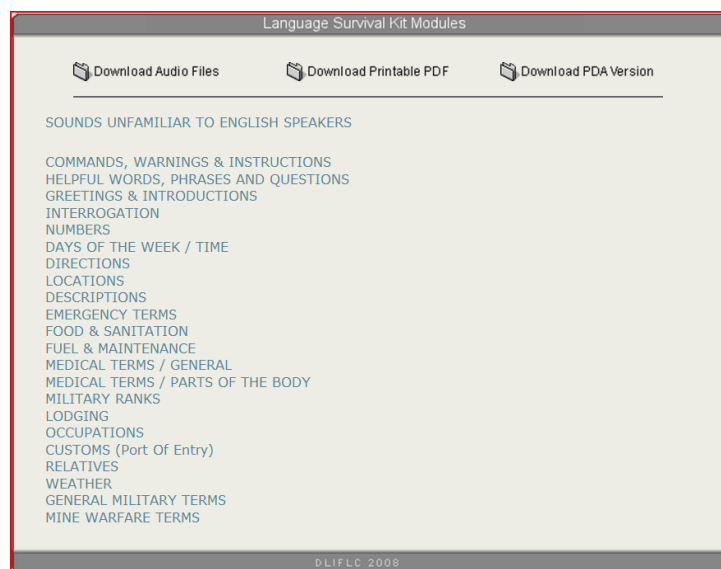 Language Survival Kit Modules
Download Audio Files Download Printable PDF Download PDA Version
SOUNDS UNFAMILIAR TO ENGLISH SPEAKERS
COMMANDS, WARNINGS & INSTRUCTIONS
HELPFUL WORDS, PHRASES AND QUESTIONS
GREETINGS & INTRODUCTIONS
INTERROGATION
NUMBERS
DAYS OF THE WEEK / TIME
DIRECTIONS
LOCATIONS
DESCRIPTIONS
EMERGENCY TERMS
FOOD & SANITATION
FUEL & MAINTENANCE
MEDICAL TERMS / GENERAL
MEDICAL TERMS / PARTS OF THE BODY
MILITARY RANKS
LODGING
OCCUPATIONS
CUSTOMS (Port Of Entry)
RELATIVES
WEATHER
GENERAL MILITARY TERMS
MINE WARFARE TERMS
DLIFLC 2008